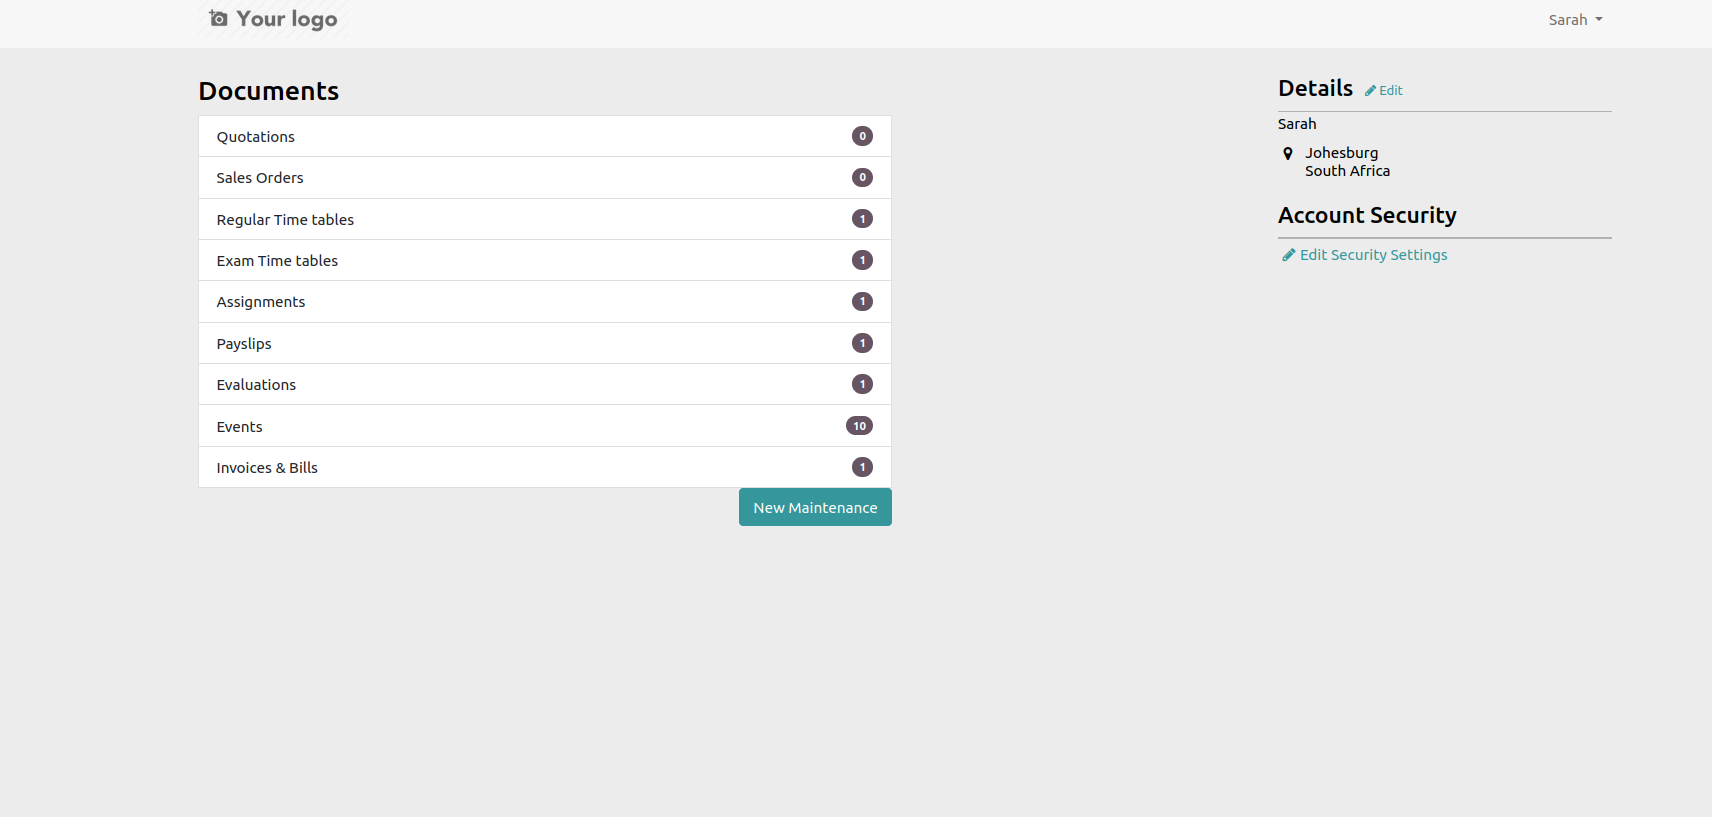 Your logo
Sarah
Documents
Quotations 0
Sales Orders 0
Regular Time tables 1
Exam Time tables 1
Assignments 1
Payslips 1
Evaluations 1
Events 10
Invoices & Bills 1
New Maintenance
Details Edit
Sarah
Johesburg
South Africa
Account Security
Edit Security Settings